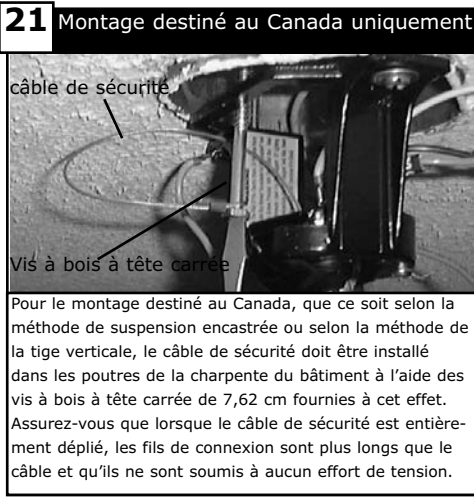 21 Montage destiné au Canada uniquement
câble de sécurité
Vis à bois à tête carrée
Pour le montage destiné au Canada, que ce soit selon la
méthode de suspension encastrée ou selon la méthode de
la tige verticale, le câble de sécurité doit être installé
dans les poutres de la charpente du bâtiment à l'aide des
vis à bois à tête carrée de 7,62 cm fournies à cet effet.
Assurez-vous que lorsque le câble de sécurité est entière-
ment déplié, les fils de connexion sont plus longs que le
câble et qu'ils ne sont soumis à aucun effort de tension.